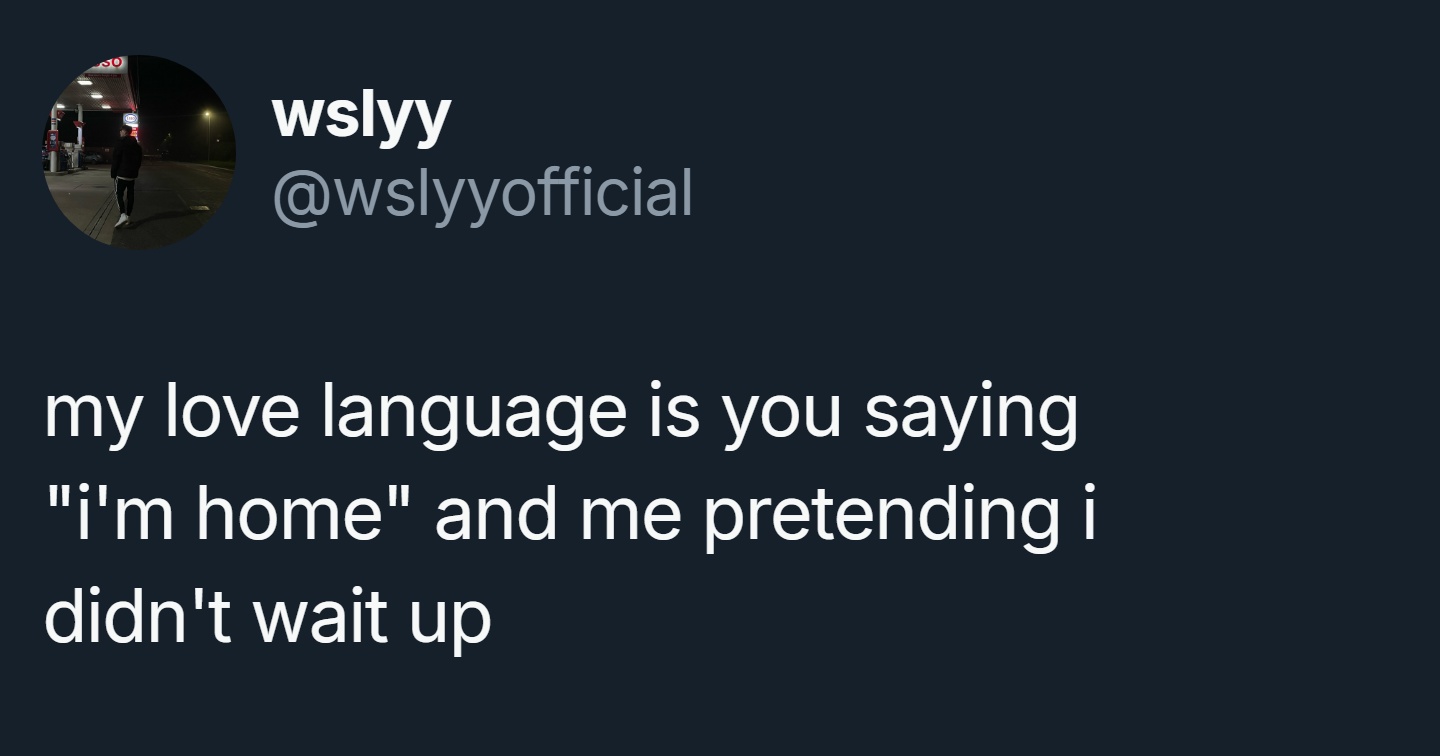 wslyy
@wslyyofficial
my love language is you saying
"i'm home" and me pretending i
didn't wait up